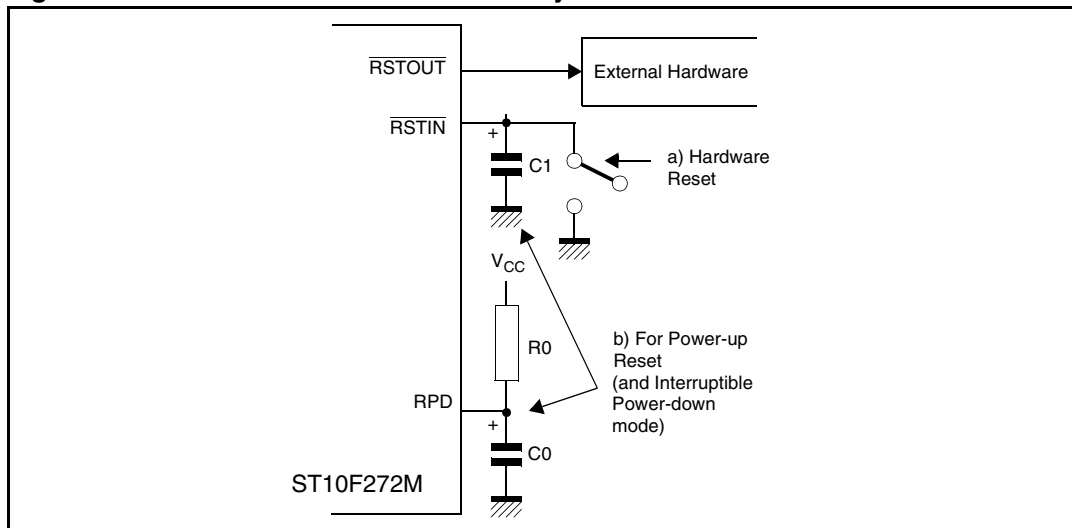 RSTOUT
External Hardware
RSTIN
+
C1
a) Hardware
Reset
VCC
R0
b) For Power-up
Reset
(and Interruptible
Power-down
mode)
RPD
+
C0
ST10F272M